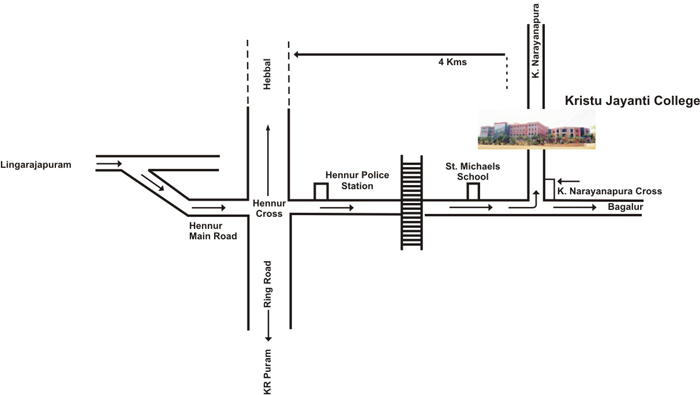 K. Narayanapura
Hebbal
4 Kms
Kristu Jayanti College
Lingarajapuram
Hennur Police
Station
St. Michaels
School
K. Narayanapura Cross
Hennur
Cross
Bagalur
Hennur
Main Road
Ring Road
KR Puram